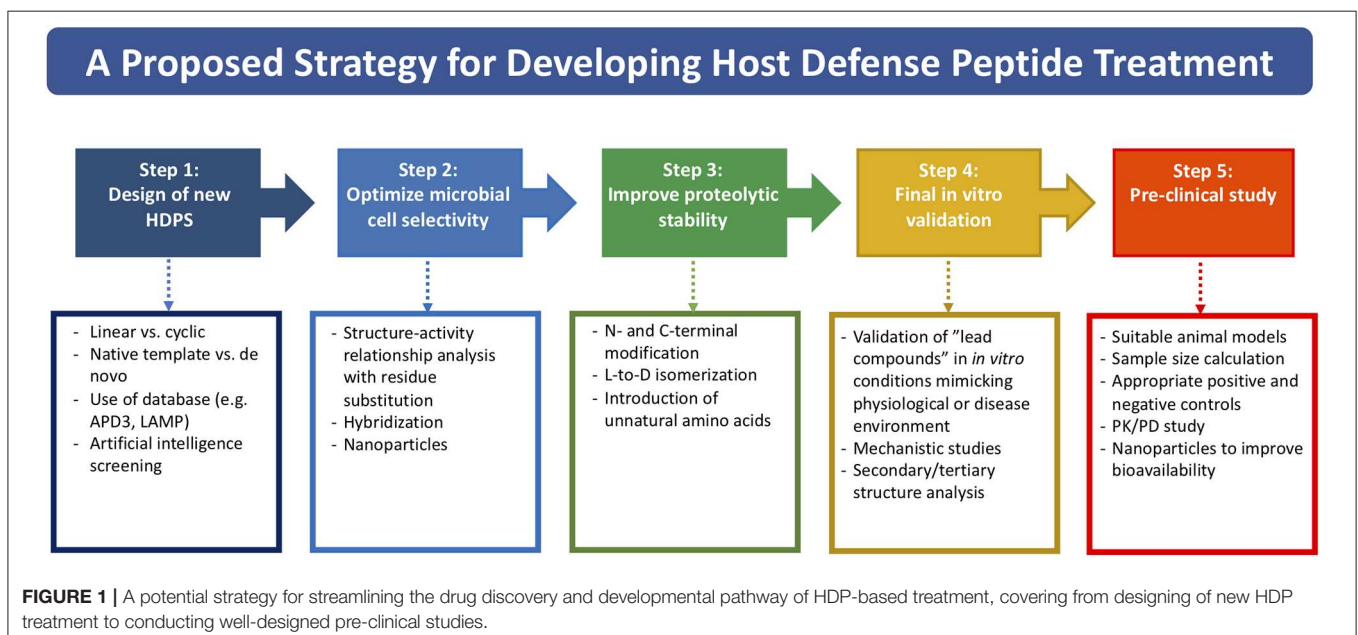 A Proposed Strategy for Developing Host Defense Peptide Treatment
Step 1:
Design of new
HDPS
Step 2:
Optimize microbial
cell selectivity
Step 3:
Improve proteolytic
stability
Step 4:
Final in vitro
validation
Step 5:
Pre-clinical study
- Linear vs. cyclic
- Native template vs. de
novo
- Use of database (e.g.
APD3, LAMP)
- Artificial intelligence
screening
- Structure-activity
relationship analysis
with residue
substitution
- Hybridization
- Nanoparticles
- N- and C-terminal
modification
- L-to-D isomerization
- Introduction of
unnatural amino acids
- Validation of ”lead
compounds” in in vitro
conditions mimicking
physiological or disease
environment
- Mechanistic studies
- Secondary/tertiary
structure analysis
- Suitable animal models
- Sample size calculation
- Appropriate positive and
negative controls
- PK/PD study
- Nanoparticles to improve
bioavailability
FIGURE 1 | A potential strategy for streamlining the drug discovery and developmental pathway of HDP-based treatment, covering from designing of new HDP
treatment to conducting well-designed pre-clinical studies.